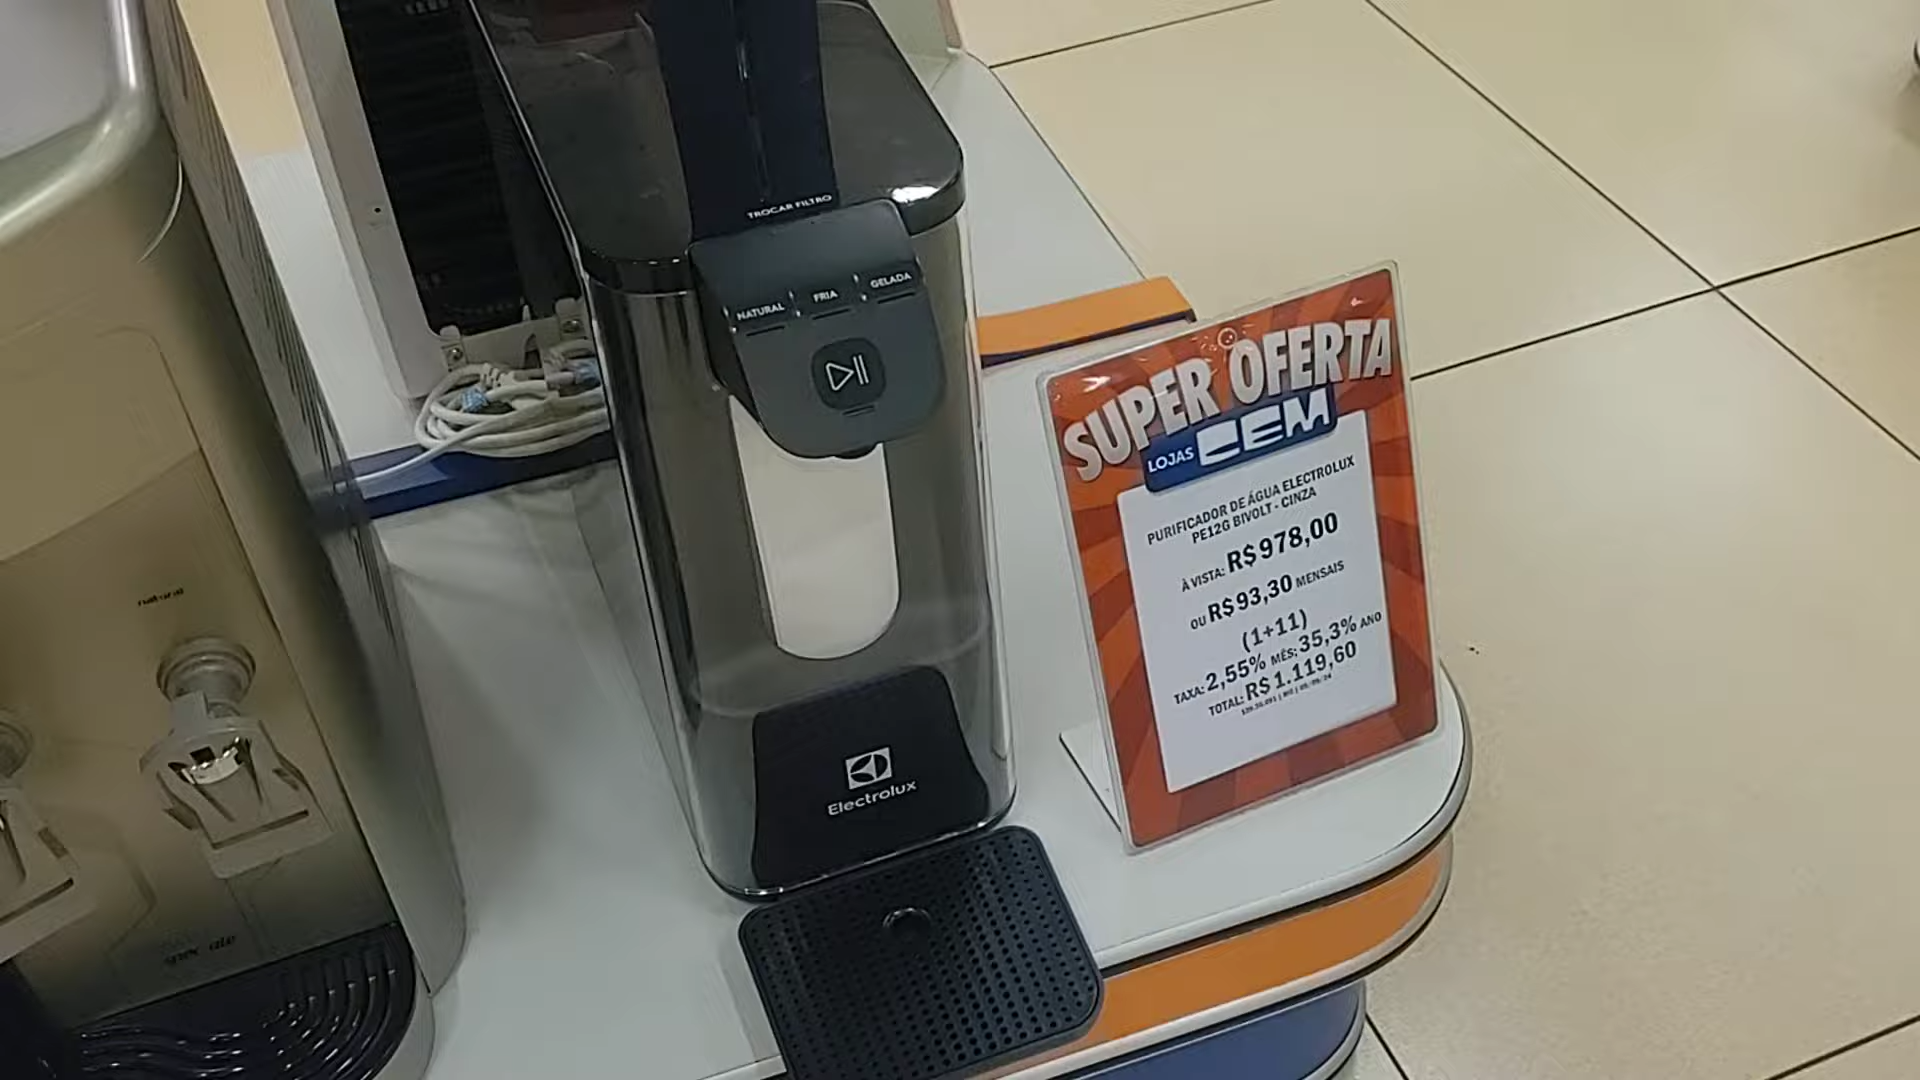 TROCAR FILTRO
NATURAL FRIA GELADA
Electrolux
natural
SUPER OFERTA
LOJAS CEM
PURIFICADOR DE ÁGUA ELECTROLUX
PE12G BIVOLT - CINZA
À VISTA: R$ 978,00
OU R$ 93,30 MENSAIS
(1+11)
TAXA: 2,55% MÊS; 35,3% ANO
TOTAL: R$ 1.119,60